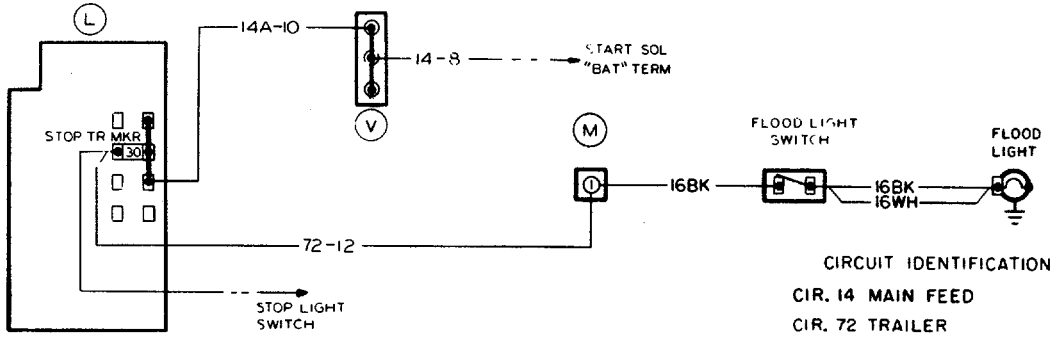 L
14A-10
14-8
START SOL
"BAT" TERM
V
M
FLOOD LIGHT
SWITCH
FLOOD
LIGHT
STOP TR MKR
30
1
16BK
16BK
16WH
72-12
STOP LIGHT
SWITCH
CIRCUIT IDENTIFICATION
CIR. 14 MAIN FEED
CIR. 72 TRAILER